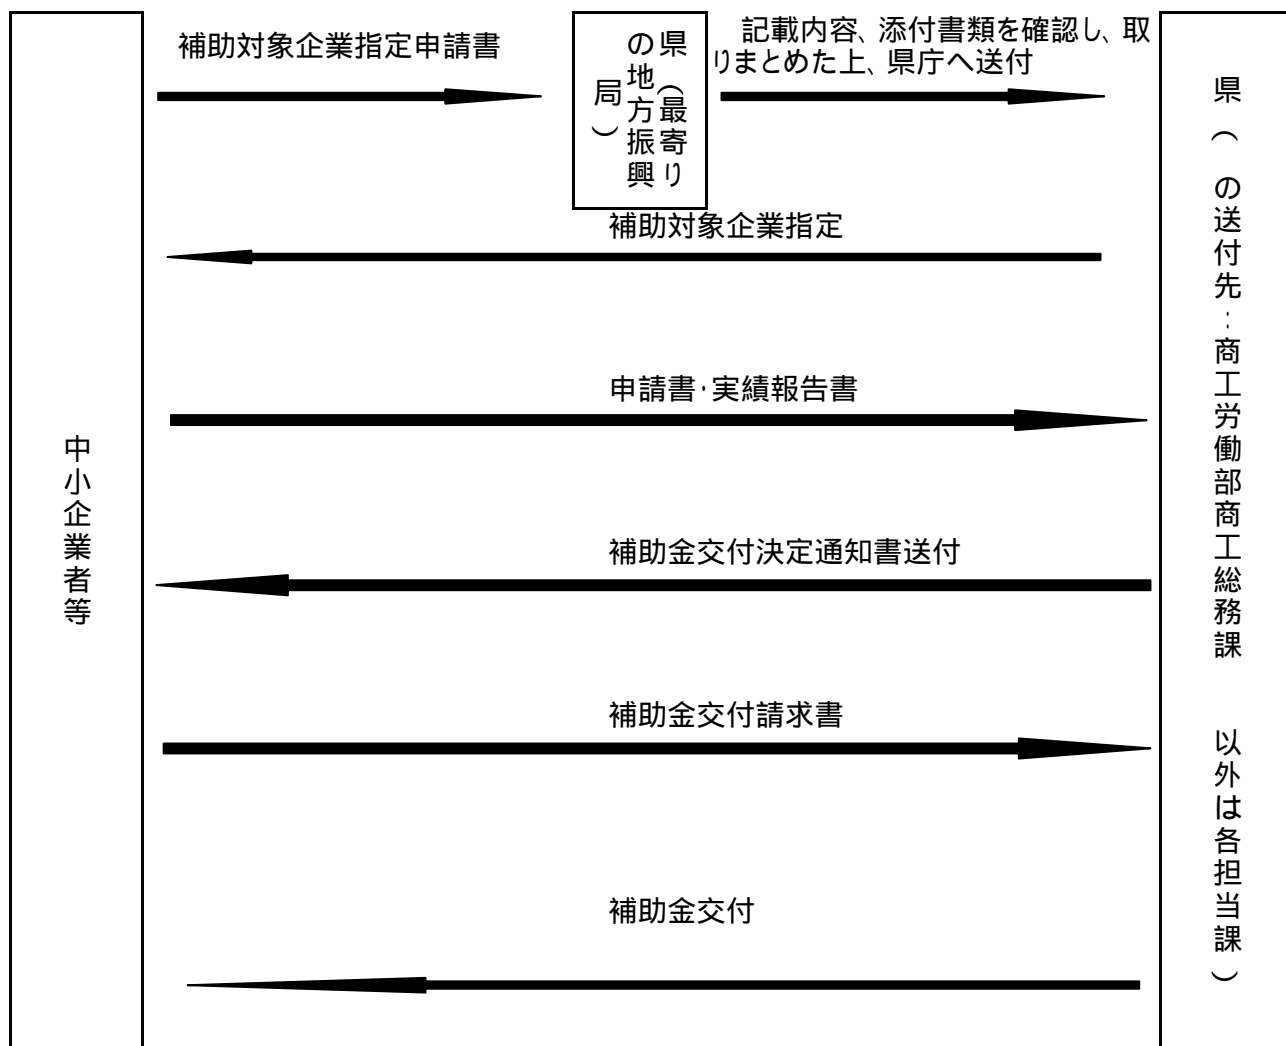 補助対象企業指定申請書
県（最寄り
の地方振興
局）
記載内容、添付書類を確認し、取
りまとめた上、県庁へ送付
補助対象企業指定
申請書・実績報告書
補助金交付決定通知書送付
補助金交付請求書
補助金交付
中小企業者等
県（ の送付先：商工労働部商工総務課　以外は各担当課）